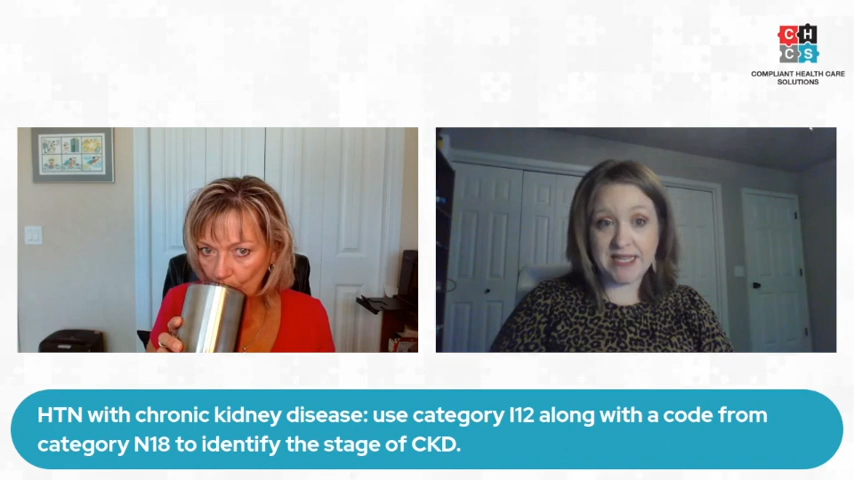 C H
C S
COMPLIANT HEALTH CARE
SOLUTIONS
HTN with chronic kidney disease: use category I12 along with a code from
category N18 to identify the stage of CKD.